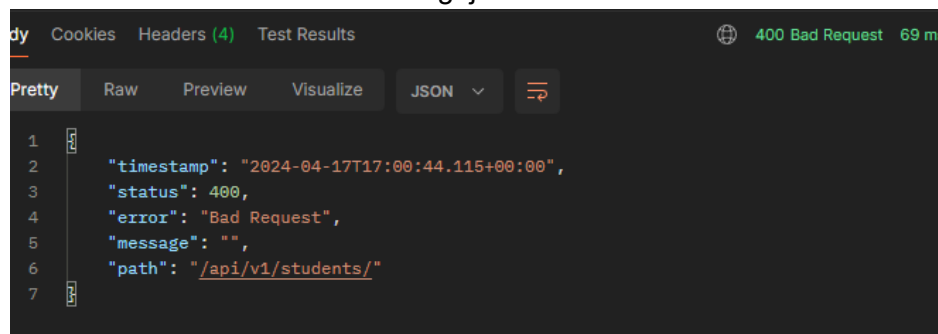 dy Cookies Headers (4) Test Results 400 Bad Request 69 m
Pretty Raw Preview Visualize JSON
1 {
2 "timestamp": "2024-04-17T17:00:44.115+00:00",
3 "status": 400,
4 "error": "Bad Request",
5 "message": "",
6 "path": "/api/v1/students/"
7 }